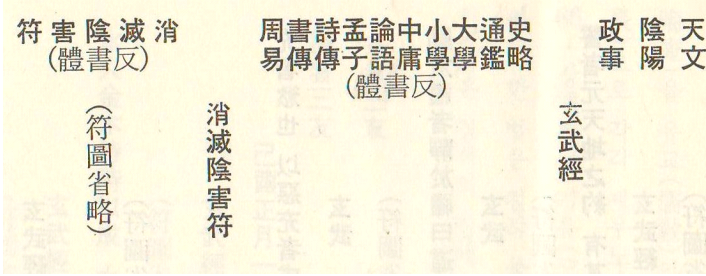 天文
陰陽
政事
玄武經
史略
通鑑
大學
小學
中庸
論語
孟子
詩傳
書傳
周易
(反書體)
消滅陰害符
消滅陰害符
(反書體)
(符圖省略)